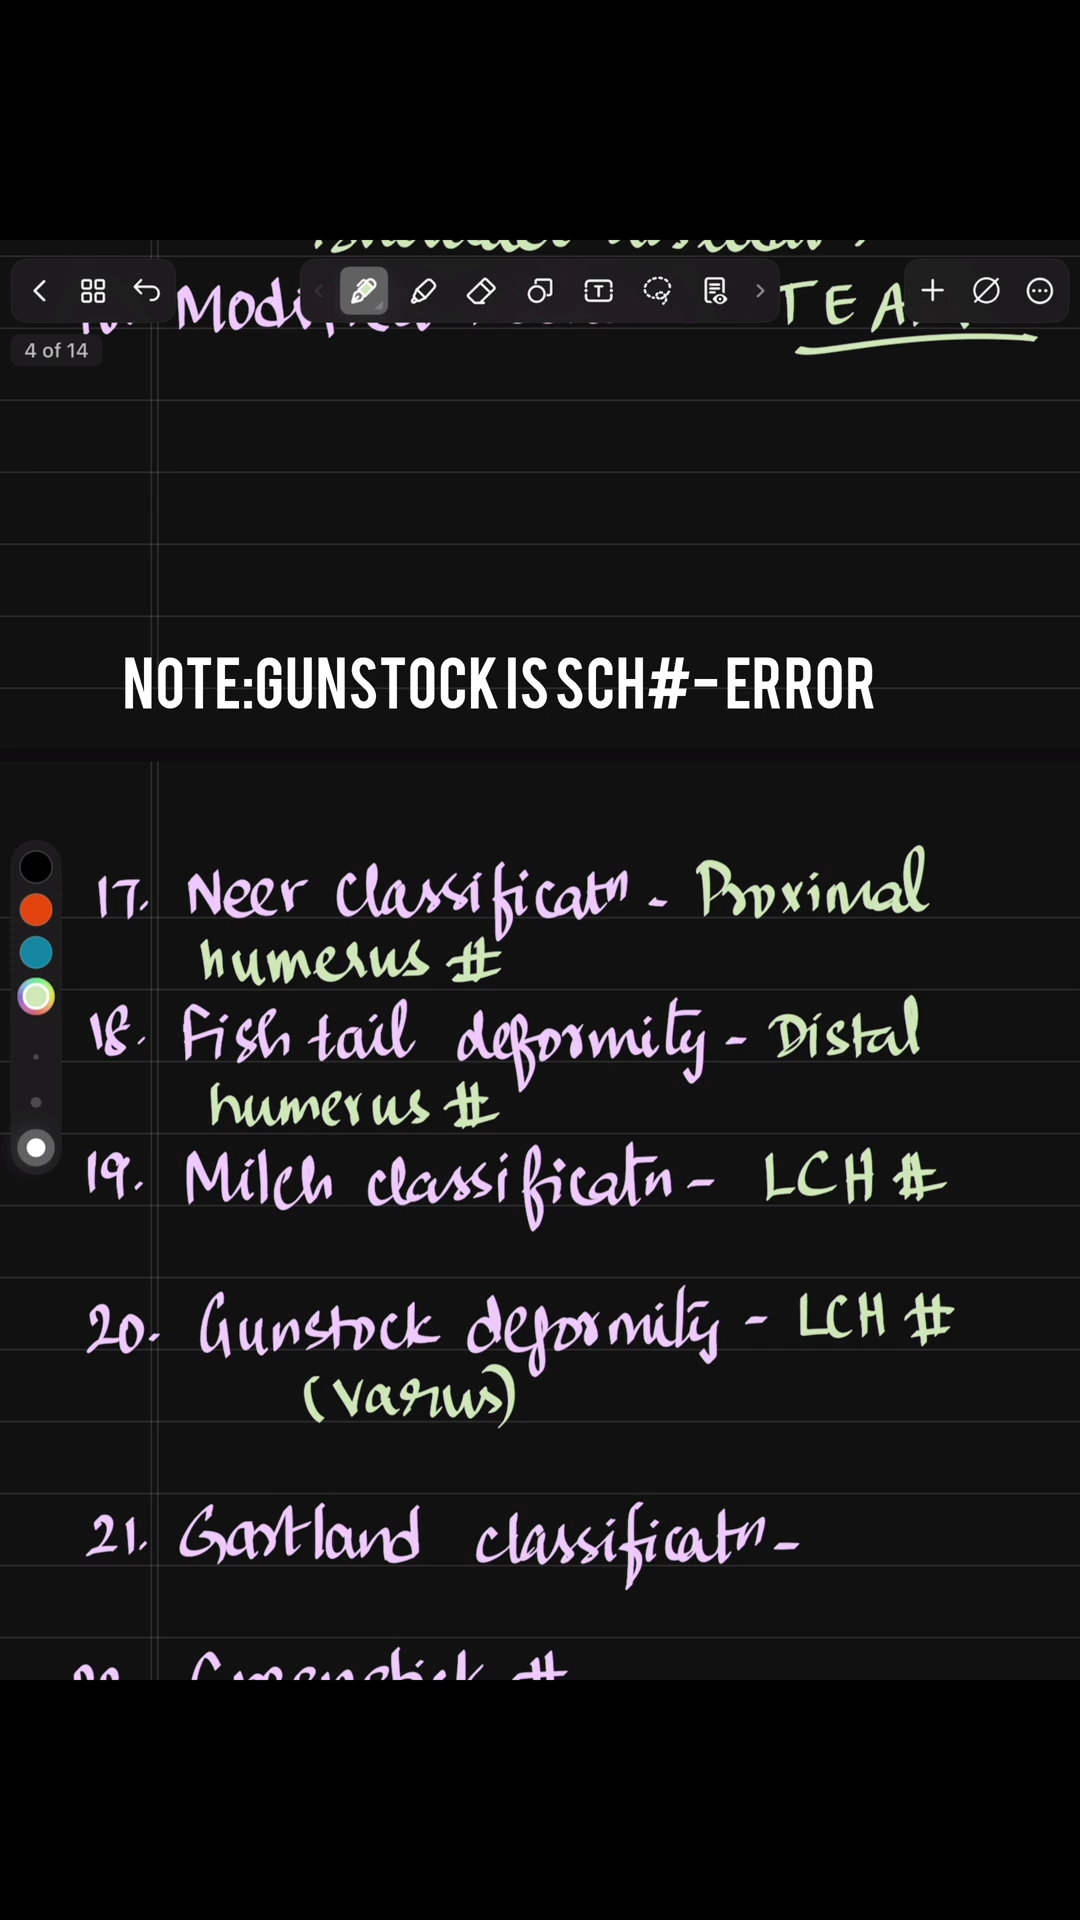 TEA
4 of 14
NOTE:GUNSTOCK IS SCH#-ERROR
17. Neer classificatn - Proximal
humerus #
18. Fish tail deformity - Distal
humerus #
19. Milch classificatn - LCH #
20. Gunstock deformity - LCH #
(varus)
21. Gartland classificatn -